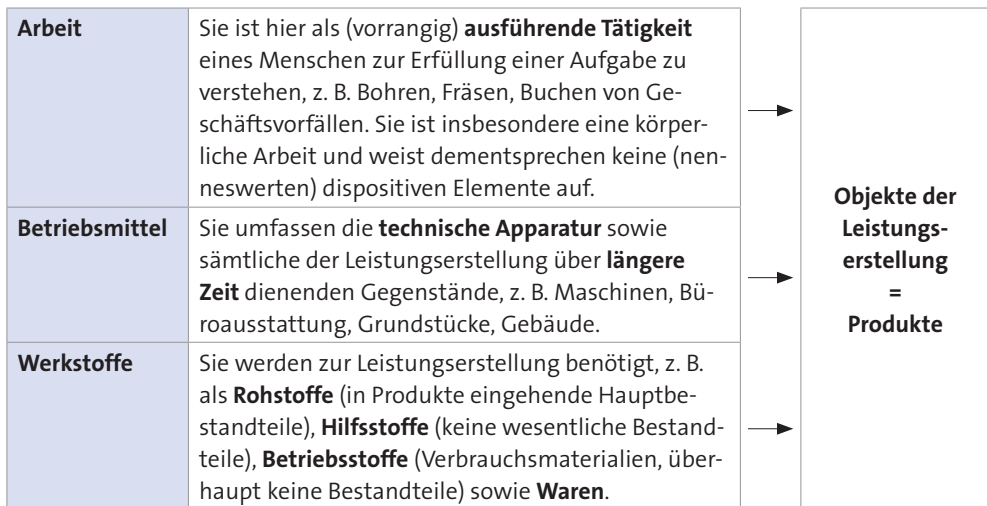 Arbeit
Sie ist hier als (vorrangig) ausführende Tätigkeit
eines Menschen zur Erfüllung einer Aufgabe zu
verstehen, z. B. Bohren, Fräsen, Buchen von Ge-
schäftsvorfällen. Sie ist insbesondere eine körper-
liche Arbeit und weist dementsprechen keine (nen-
neswerten) dispositiven Elemente auf.
Betriebsmittel
Sie umfassen die technische Apparatur sowie
sämtliche der Leistungserstellung über längere
Zeit dienenden Gegenstände, z. B. Maschinen, Bü-
roausstattung, Grundstücke, Gebäude.
Werkstoffe
Sie werden zur Leistungserstellung benötigt, z. B.
als Rohstoffe (in Produkte eingehende Hauptbe-
standteile), Hilfsstoffe (keine wesentliche Bestand-
teile), Betriebsstoffe (Verbrauchsmaterialien, über-
haupt keine Bestandteile) sowie Waren.
Objekte der
Leistungs-
erstellung
=
Produkte